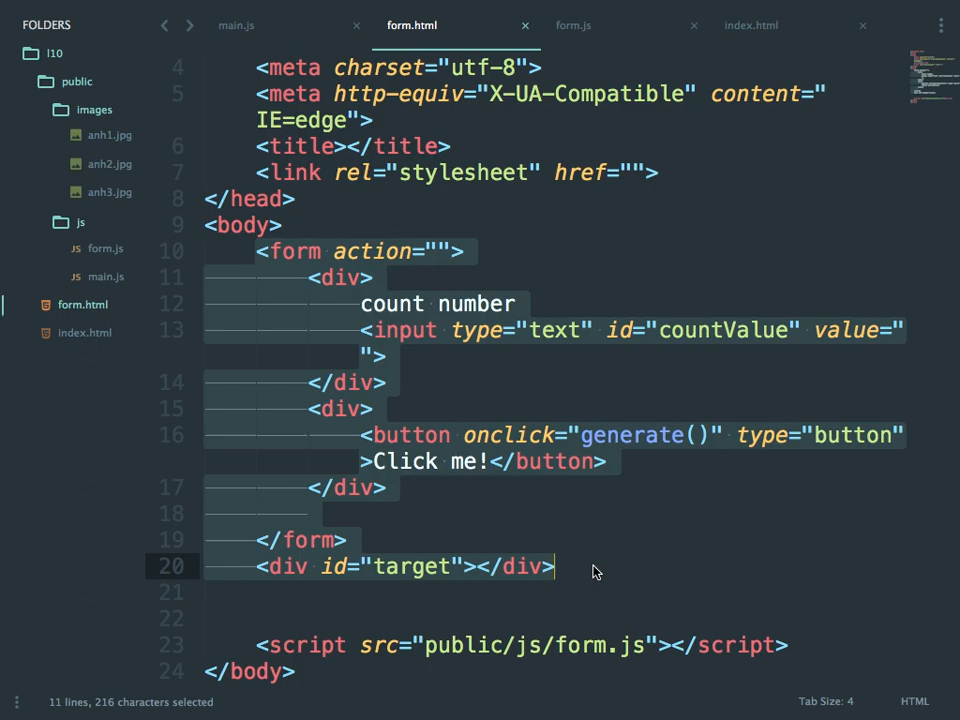 FOLDERS
l10
public
images
anh1.jpg
anh2.jpg
anh3.jpg
js
JS form.js
JS main.js
form.html
index.html
main.js × form.html × form.js × index.html ×
4 <meta charset="utf-8">
5 <meta http-equiv="X-UA-Compatible" content="
IE=edge">
6 <title></title>
7 <link rel="stylesheet" href="">
8 </head>
9 <body>
10 <form action="">
11 <div>
12 count number
13 <input type="text" id="countValue" value="
">
14 </div>
15 <div>
16 <button onclick="generate()" type="button"
>Click me!</button>
17 </div>
18
19 </form>
20 <div id="target"></div>
21
22
23 <script src="public/js/form.js"></script>
24 </body>
11 lines, 216 characters selected
Tab Size: 4
HTML